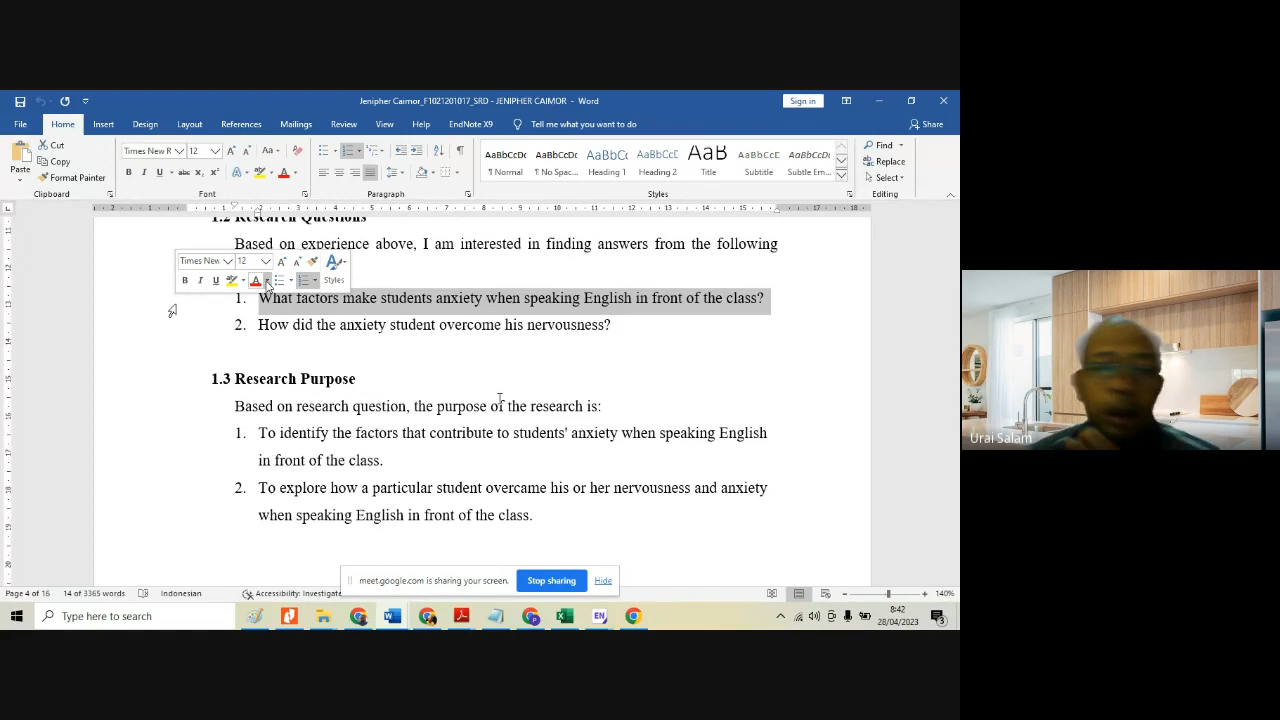 Jenipher Caimor_F1021201017_SRD - JENIPHER CAIMOR - Word
Sign in
File Home Insert Design Layout References Mailings Review View Help EndNote X9 Tell me what you want to do Share
Paste
Cut
Copy
Format Painter
Clipboard
Times New R 12
Font
Paragraph
AaBbCcDc AaBbCcDc AaBbCc AaBbCcD AaB AaBbCcD AaBbCcDc
¶ Normal ¶ No Spac... Heading 1 Heading 2 Title Subtitle Subtle Em...
Styles
Find
Replace
Select
Editing
1.2 Research Questions
Based on experience above, I am interested in finding answers from the following
Times New 12
Styles
1. What factors make students anxiety when speaking English in front of the class?
2. How did the anxiety student overcome his nervousness?
1.3 Research Purpose
Based on research question, the purpose of the research is:
1. To identify the factors that contribute to students' anxiety when speaking English
in front of the class.
2. To explore how a particular student overcame his or her nervousness and anxiety
when speaking English in front of the class.
meet.google.com is sharing your screen. Stop sharing Hide
Page 4 of 16 14 of 3365 words Indonesian Accessibility: Investigate 140%
Type here to search
EN
8:42
28/04/2023
3
Urai Salam